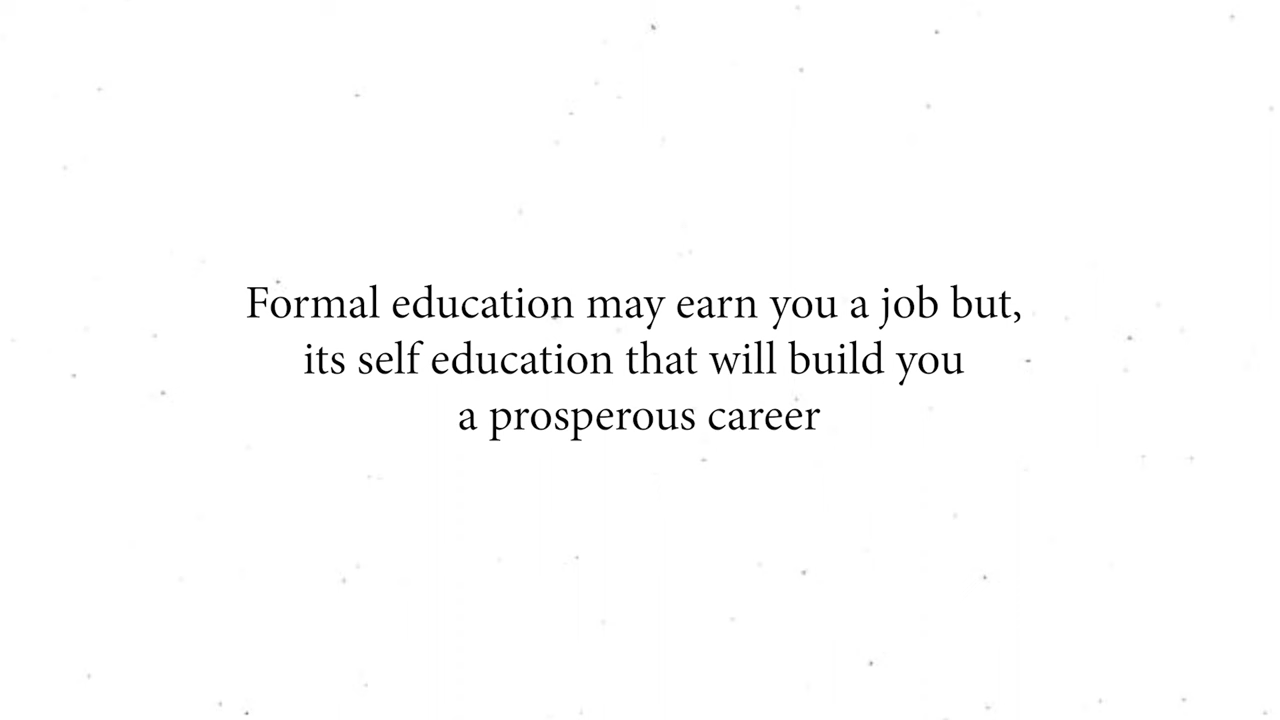 Formal education may earn you a job but,
its self education that will build you
a prosperous career